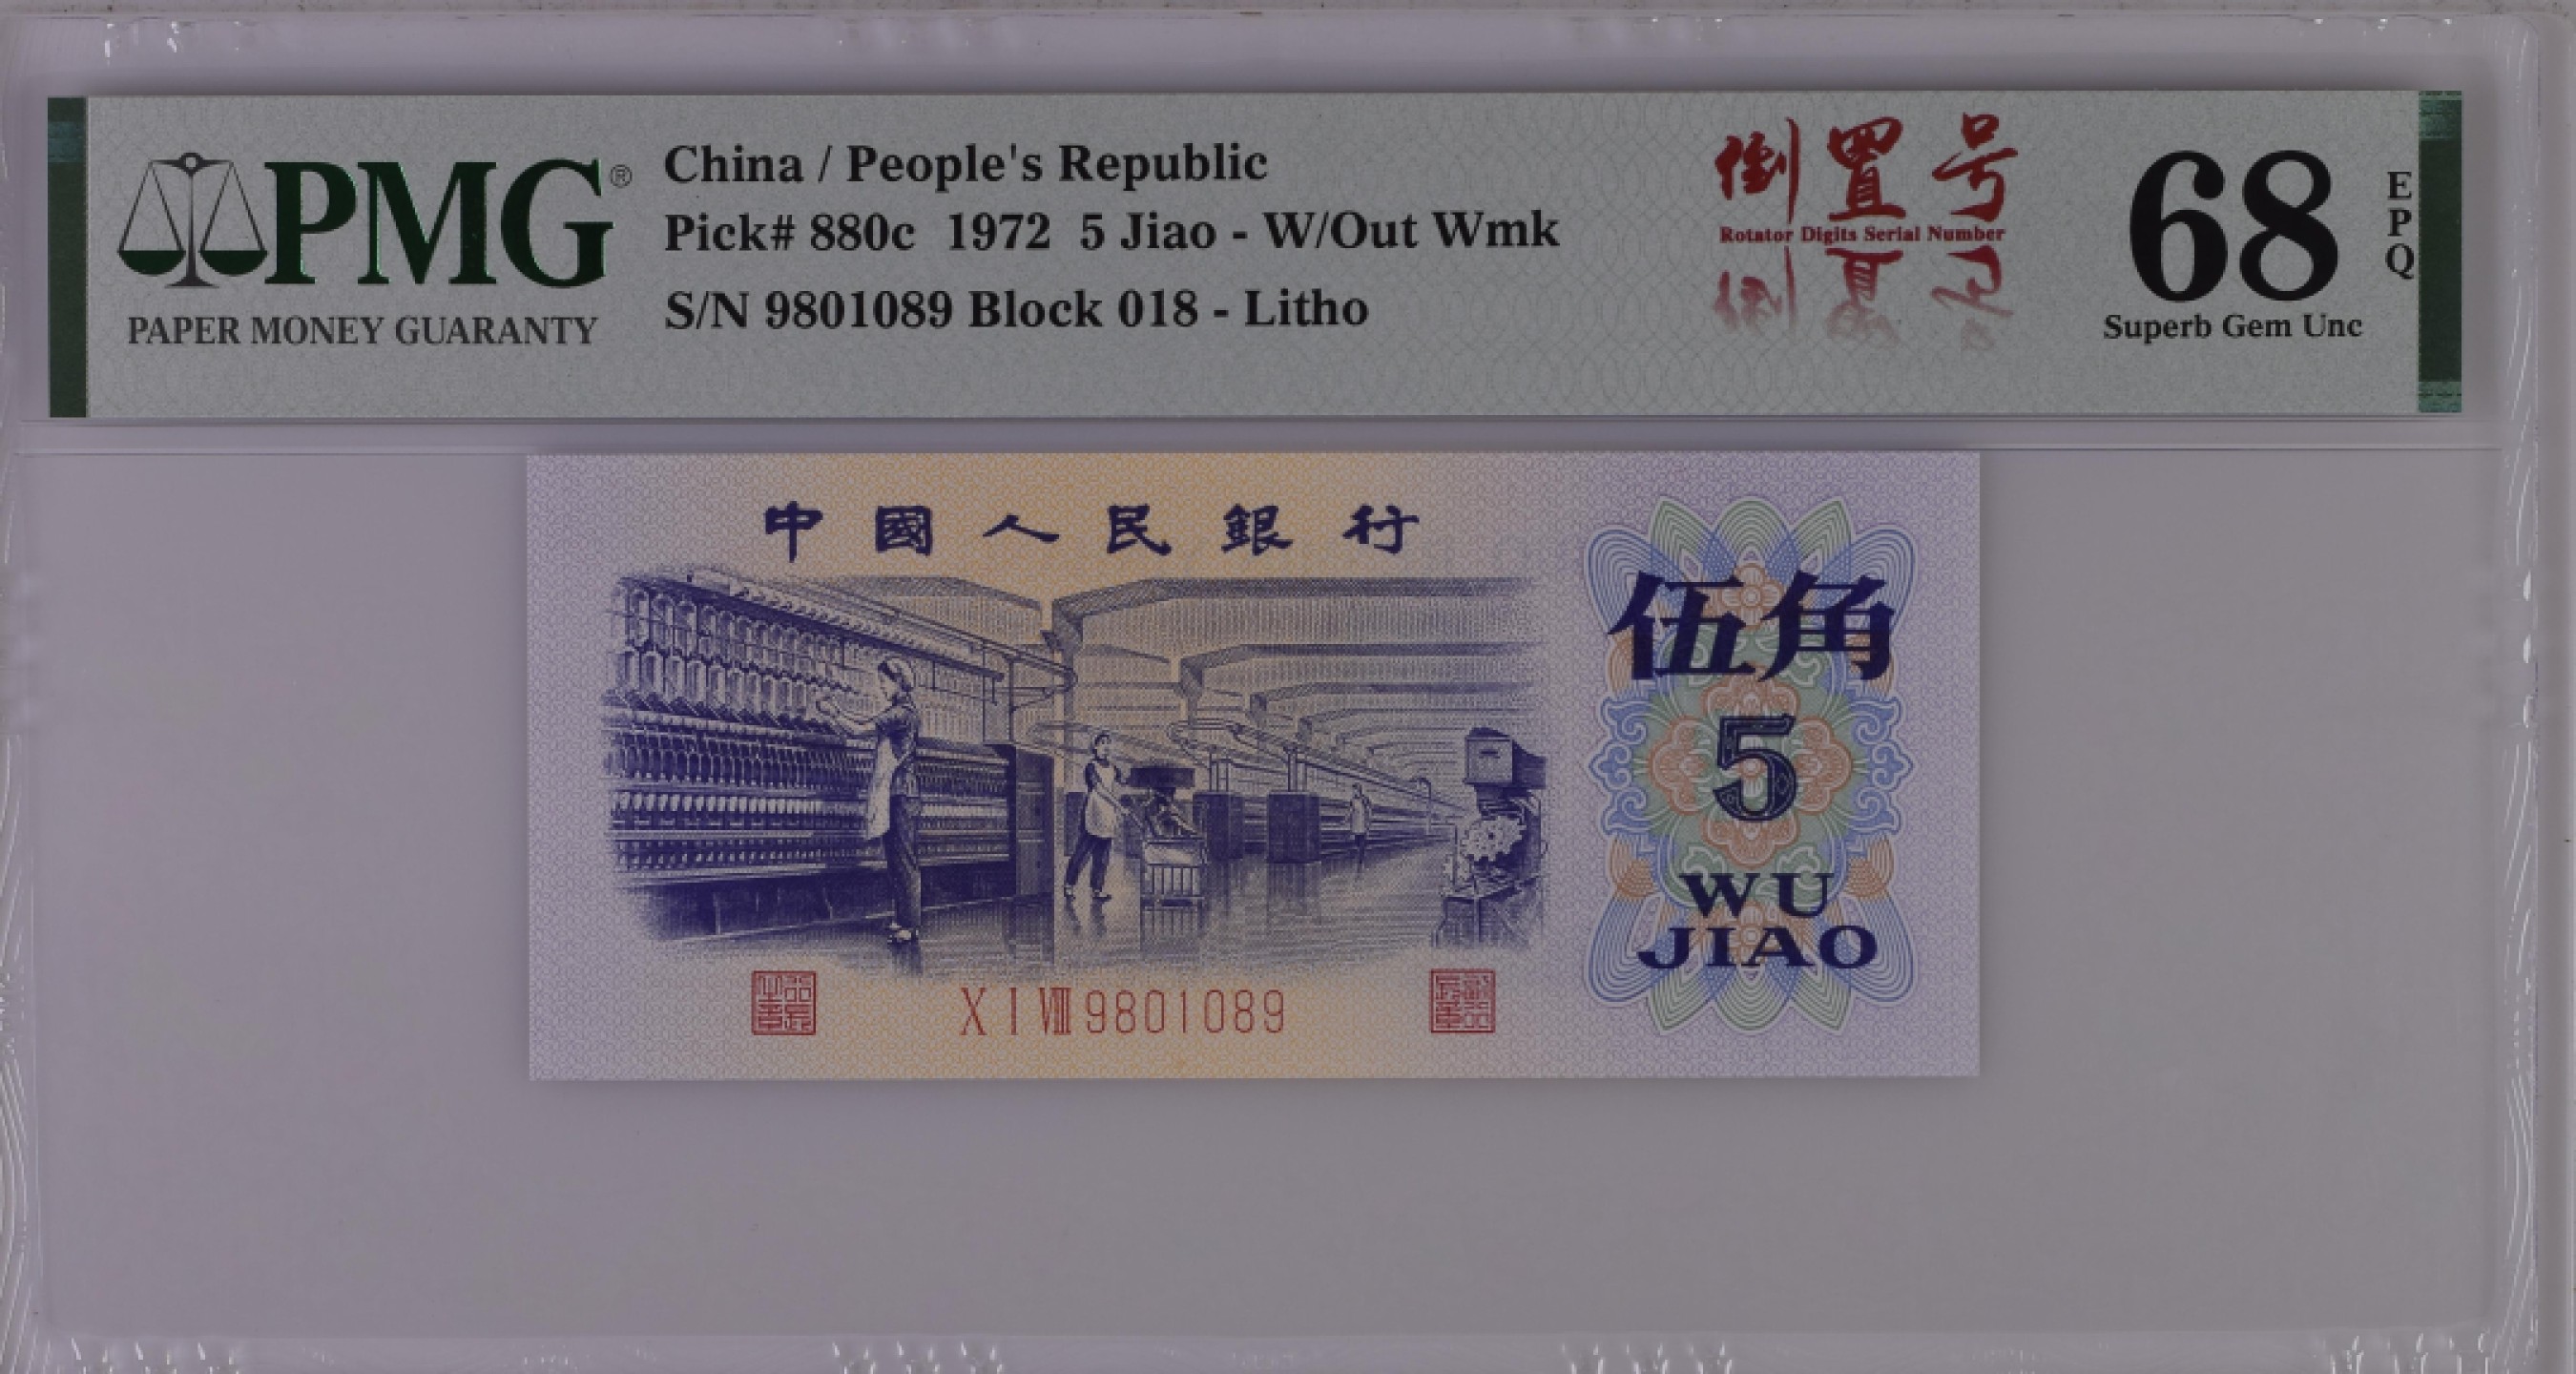 PMG®
PAPER MONEY GUARANTY
China / People's Republic
Pick# 880c 1972 5 Jiao - W/Out Wmk
S/N 9801089 Block 018 - Litho
倒置号
Rotator Digits Serial Number
68
EPQ
Superb Gem Unc
中國人民銀行
伍角
5
WU
JIAO
X I VIII 9801089